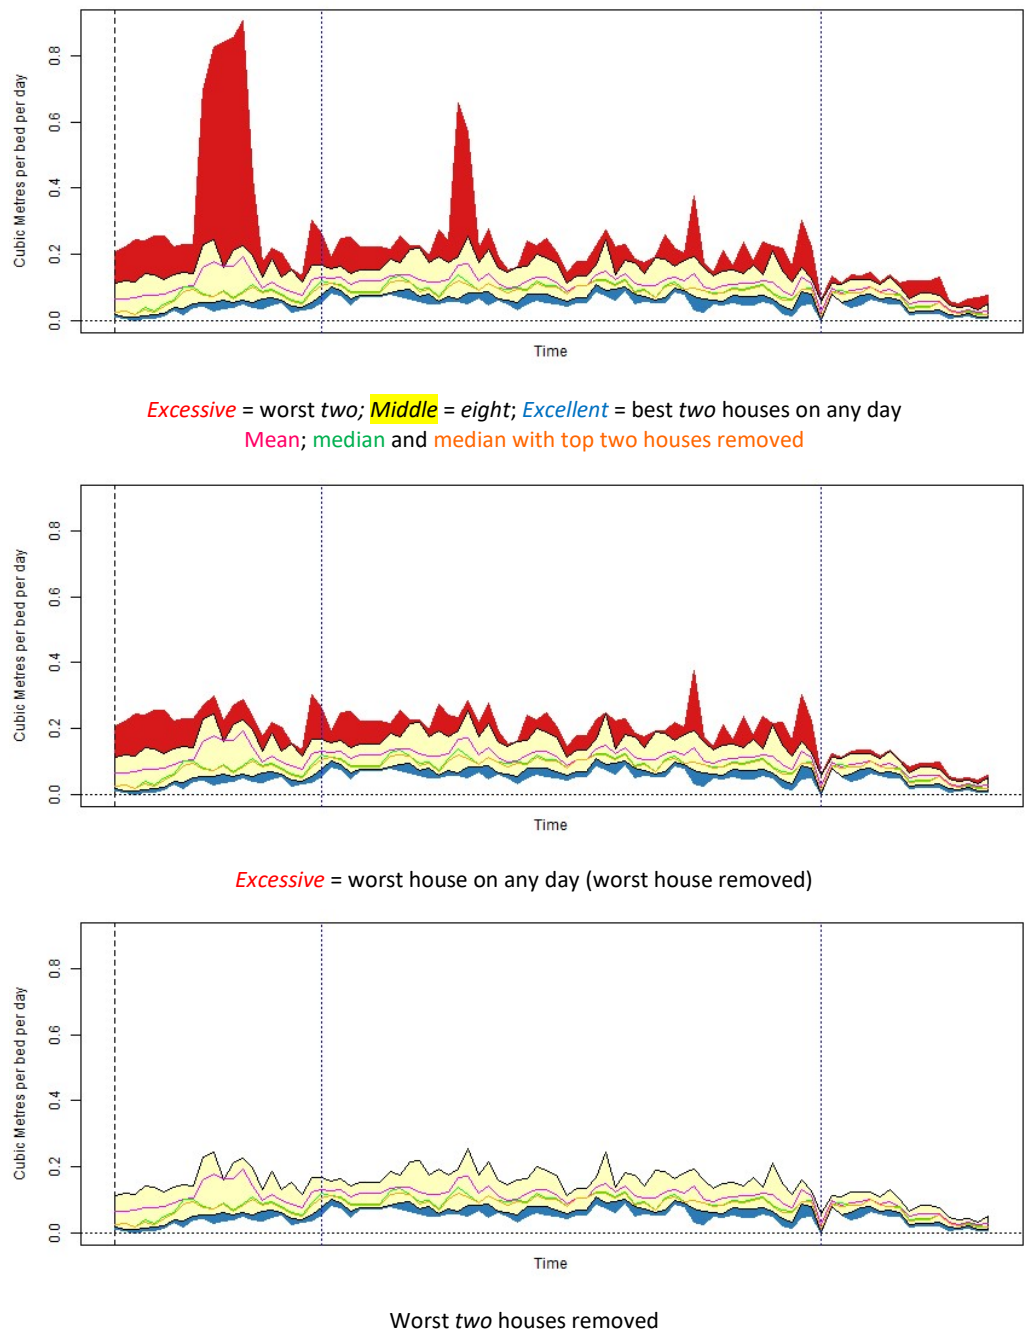 0.8
0.6
0.4
0.2
0.0
Cubic Metres per bed per day
Time
Excessive = worst two; Middle = eight; Excellent = best two houses on any day
Mean; median and median with top two houses removed
0.8
0.6
0.4
0.2
0.0
Cubic Metres per bed per day
Time
Excessive = worst house on any day (worst house removed)
0.8
0.6
0.4
0.2
0.0
Cubic Metres per bed per day
Time
Worst two houses removed